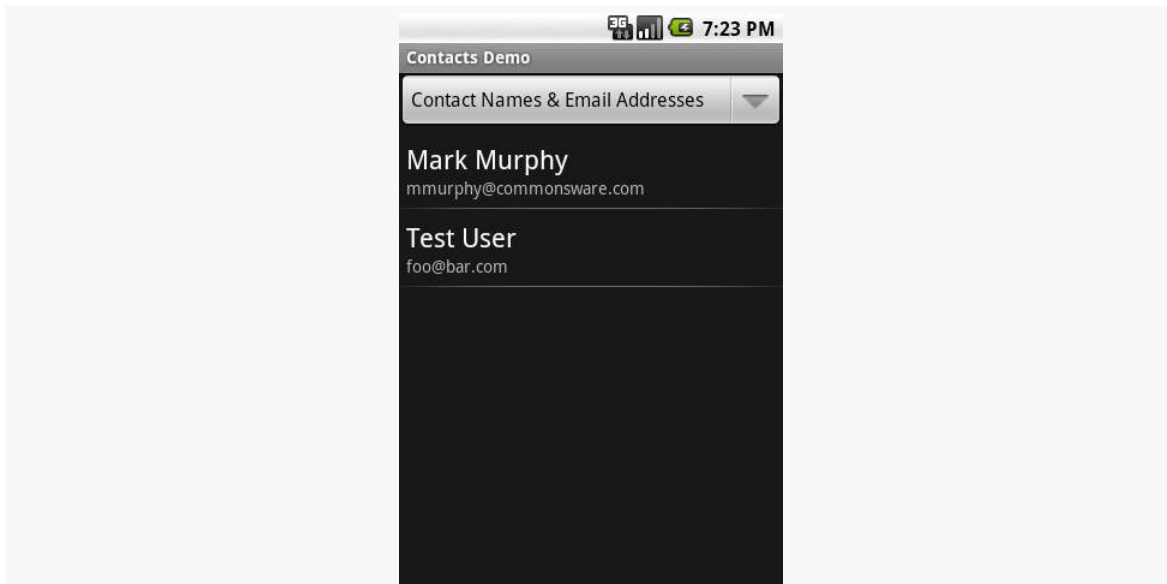 3G 7:23 PM
Contacts Demo
Contact Names & Email Addresses
Mark Murphy
mmurphy@commonsware.com
Test User
foo@bar.com